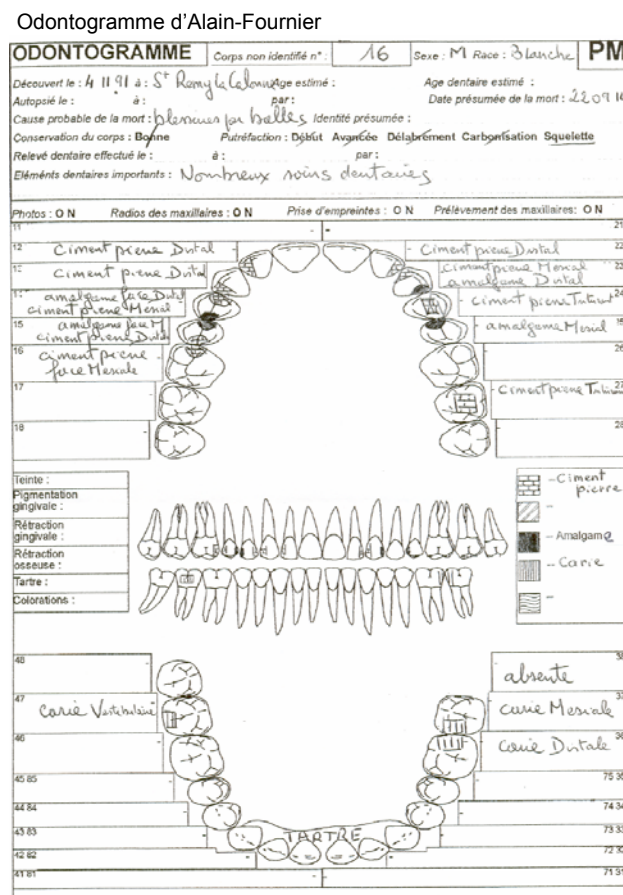 Odontogramme d'Alain-Fournier
ODONTOGRAMME Corps non identifié n° : 16 Sexe : M Race : Blanche PM
Découvert le : 4 11 91 à : St Remy la Calonne Age estimé : Age dentaire estimé :
Autopsié le : à : par : Date présumée de la mort : 22 09 14
Cause probable de la mort : blessures par balles Identité présumée :
Conservation du corps : Bonne Putréfaction : Début Avancée Délabrement Carbonisation Squelette
Relevé dentaire effectué le : à : par :
Eléments dentaires importants : Nombreux soins dentaires
Photos : O N Radios des maxillaires : O N Prise d'empreintes : O N Prélèvement des maxillaires: O N
11 21
12 Ciment pierre Distal Ciment pierre Distal 22
ciment pierre Distal ciment pierre Mesial 23
amalgame Distal
amalgame face Distal ciment pierre 24
ciment pierre Mesial
15 amalgame face M amalgame Mesial
ciment pierre Distal
16 ciment pierre 26
face Mesiale
17 Ciment pierre 27
18 28
Teinte :
Pigmentation
gingivale :
Rétraction
gingivale :
Rétraction
osseuse :
Tartre :
Colorations :
- Ciment
pierre
-
- Amalgame
- Carie
-
48 absente 38
47 Carie Vestibulaire Carie Mesiale
46 Carie Distale 36
45 85 75 35
44 84 74 34
43 83 TARTRE 73 33
42 82 72 32
41 81 71 31